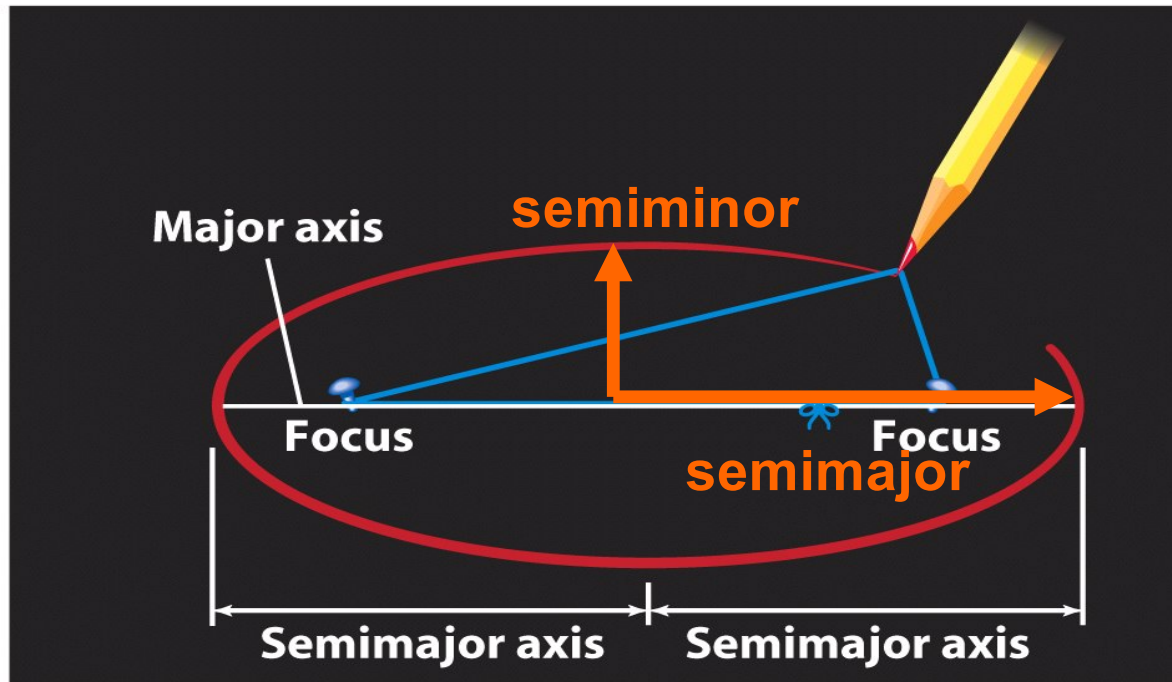 semiminor
Major axis
Focus
Focus
semimajor
Semimajor axis
Semimajor axis